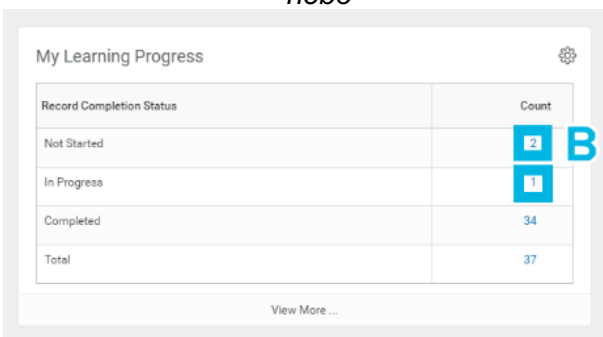 nebo
My Learning Progress
Record Completion Status Count
Not Started 2 B
In Progress 1
Completed 34
Total 37
View More ...